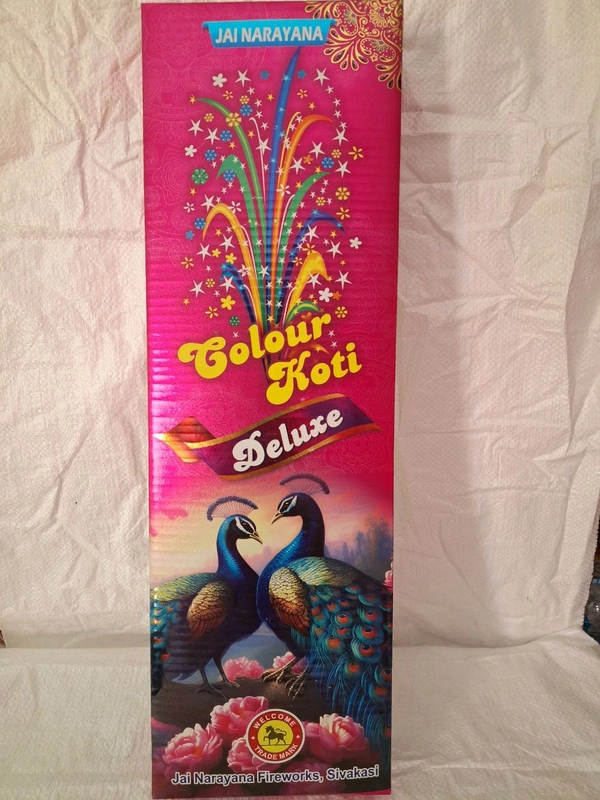 JAI NARAYANA
Colour
Koti
Deluxe
WELCOME
TRADE MARK
Jai Narayana Fireworks, Sivakasi